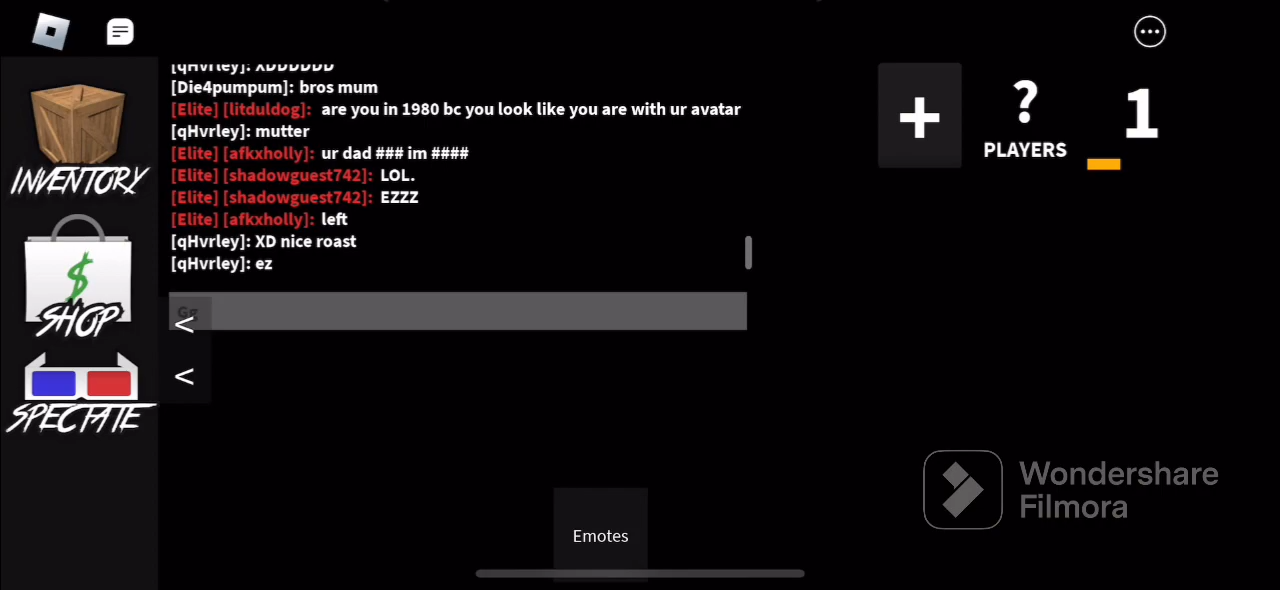 [qHvrley]: XDDDDDD
[Die4pumpum]: bros mum
[Elite] [litduldog]: are you in 1980 bc you look like you are with ur avatar
[qHvrley]: mutter
[Elite] [afkxholly]: ur dad ### im ####
[Elite] [shadowguest742]: LOL.
[Elite] [shadowguest742]: EZZZ
[Elite] [afkxholly]: left
[qHvrley]: XD nice roast
[qHvrley]: ez
Gg
<
<
INVENTORY
$
SHOP
SPECTATE
+
?
PLAYERS
1
Emotes
Wondershare
Filmora